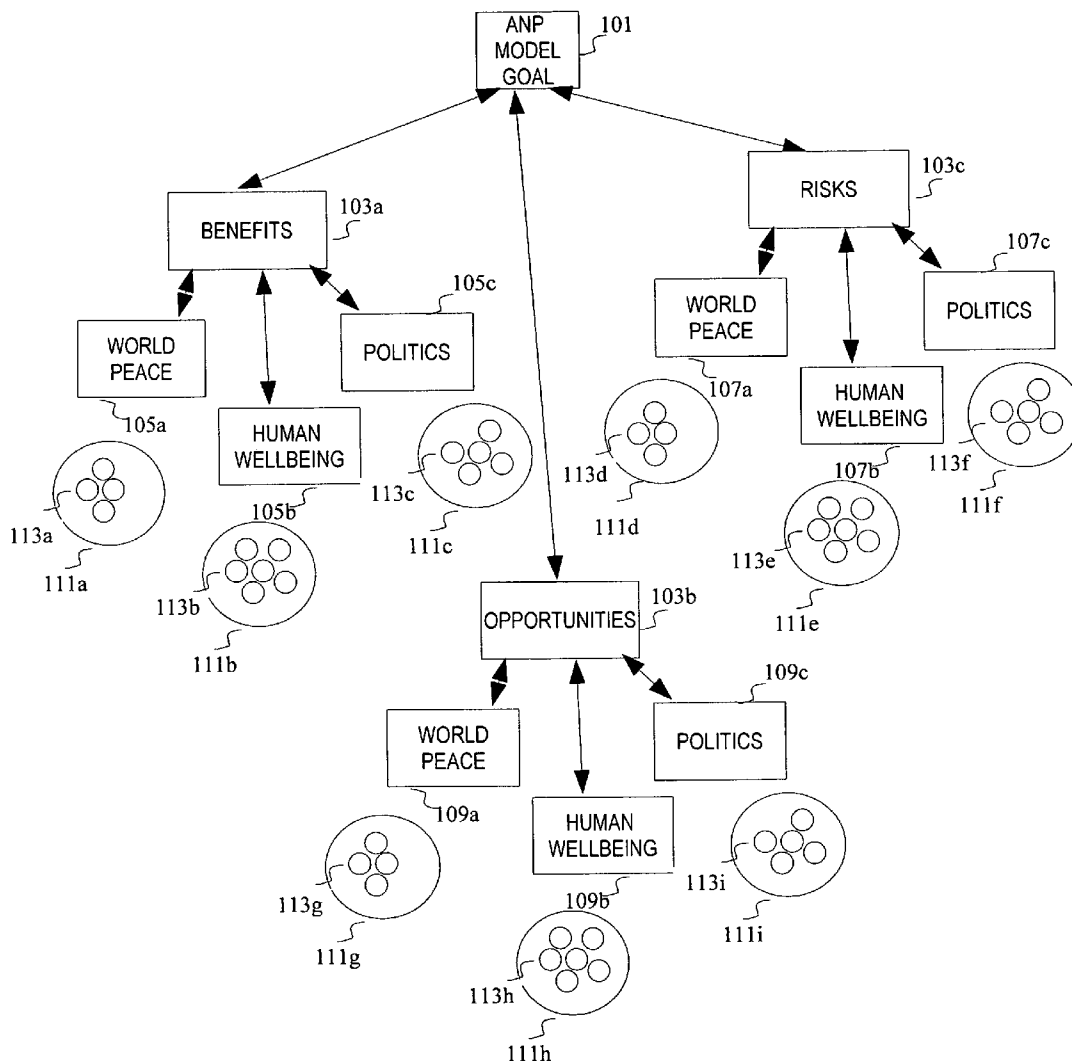 ANP
MODEL
GOAL
101
BENEFITS
103a
RISKS
103c
WORLD
PEACE
105a
HUMAN
WELLBEING
105b
POLITICS
105c
WORLD
PEACE
107a
HUMAN
WELLBEING
107b
POLITICS
107c
113a
111a
113b
111b
113c
111c
113d
111d
113e
111e
113f
111f
OPPORTUNITIES
103b
WORLD
PEACE
109a
HUMAN
WELLBEING
109b
POLITICS
109c
113g
111g
113h
111h
113i
111i